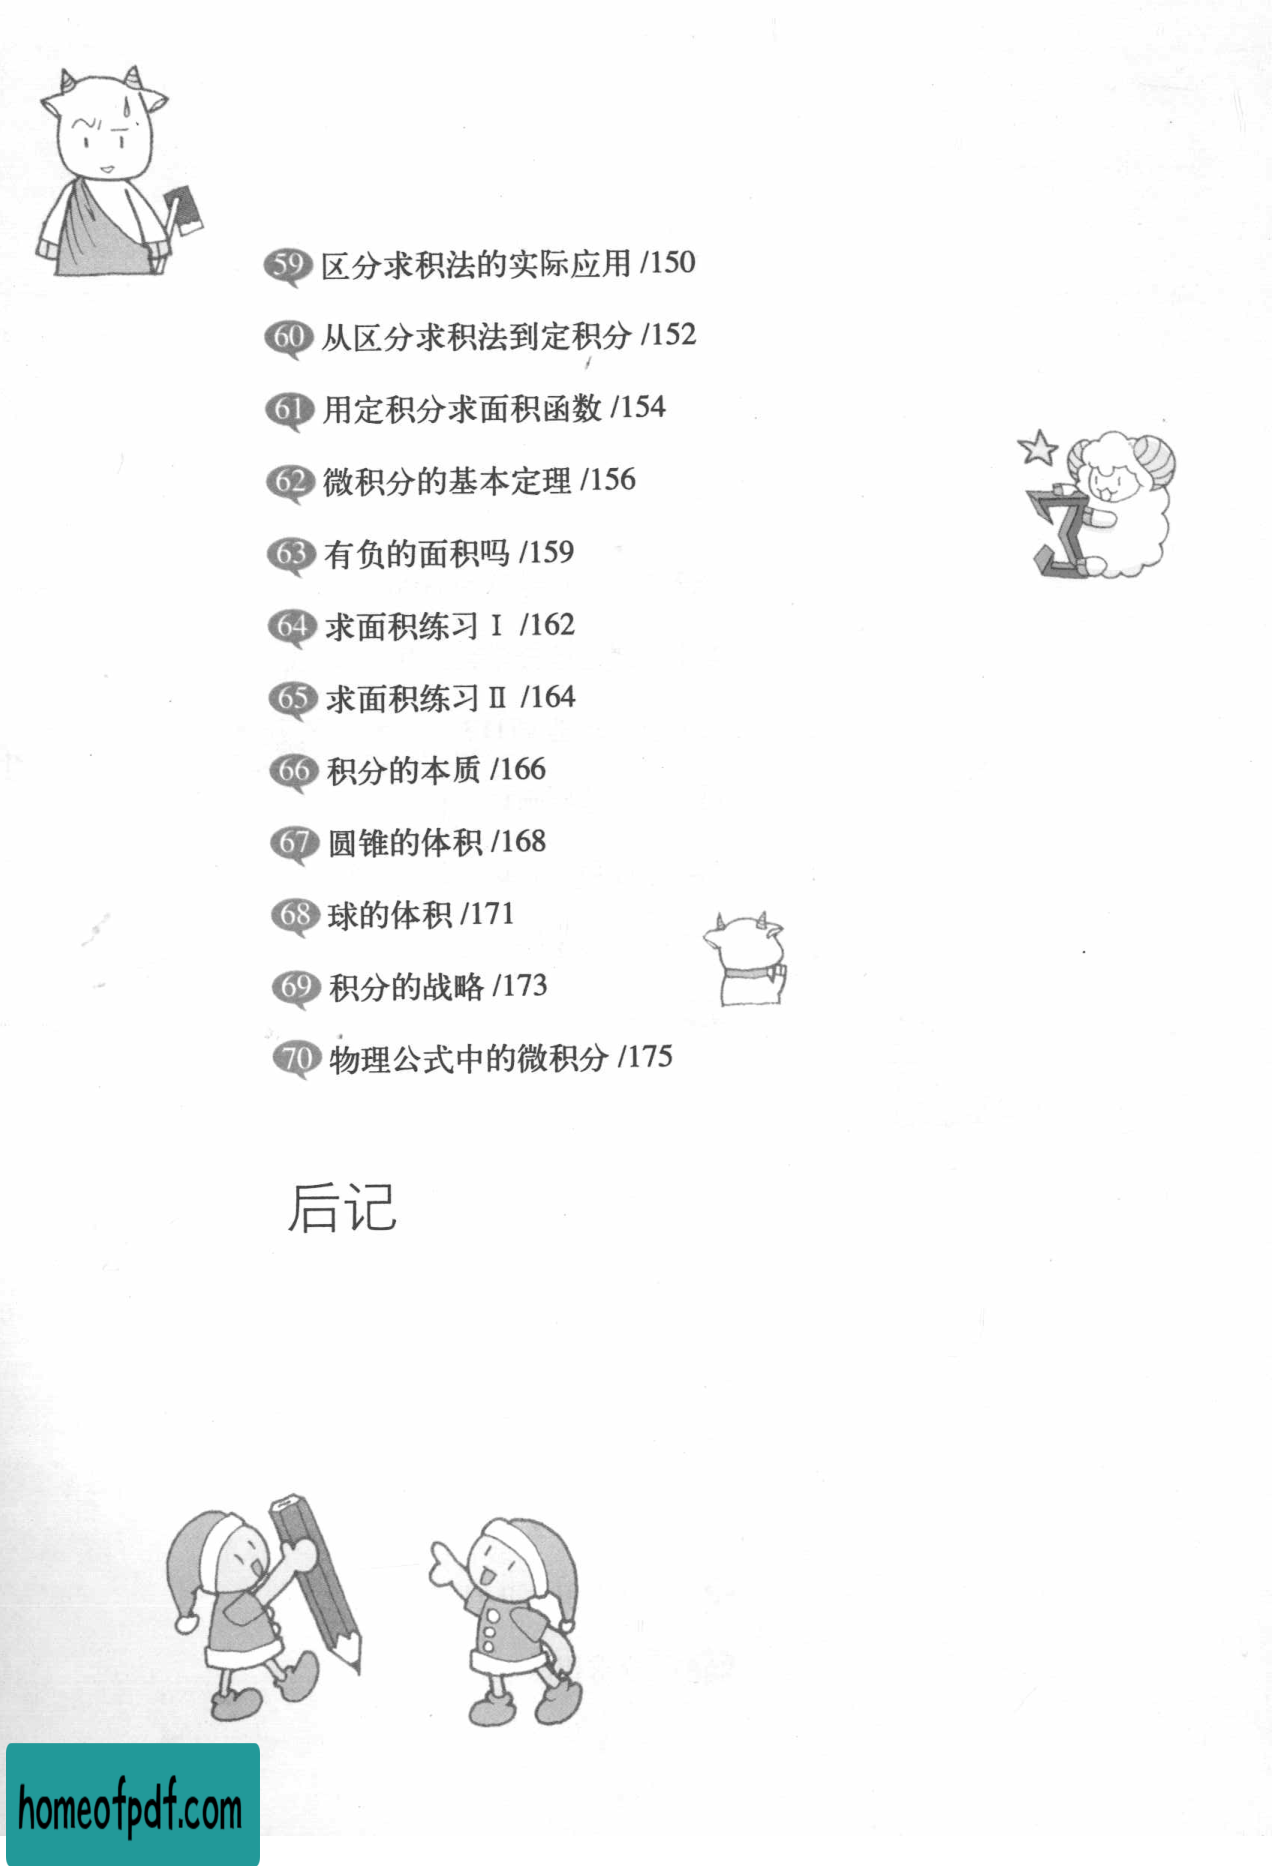 59 区分求积法的实际应用 /150
60 从区分求积法到定积分 /152
61 用定积分求面积函数 /154
62 微积分的基本定理 /156
63 有负的面积吗 /159
64 求面积练习 Ⅰ /162
65 求面积练习 Ⅱ /164
66 积分的本质 /166
67 圆锥的体积 /168
68 球的体积 /171
69 积分的战略 /173
70 物理公式中的微积分 /175
后记
homeofpdf.com